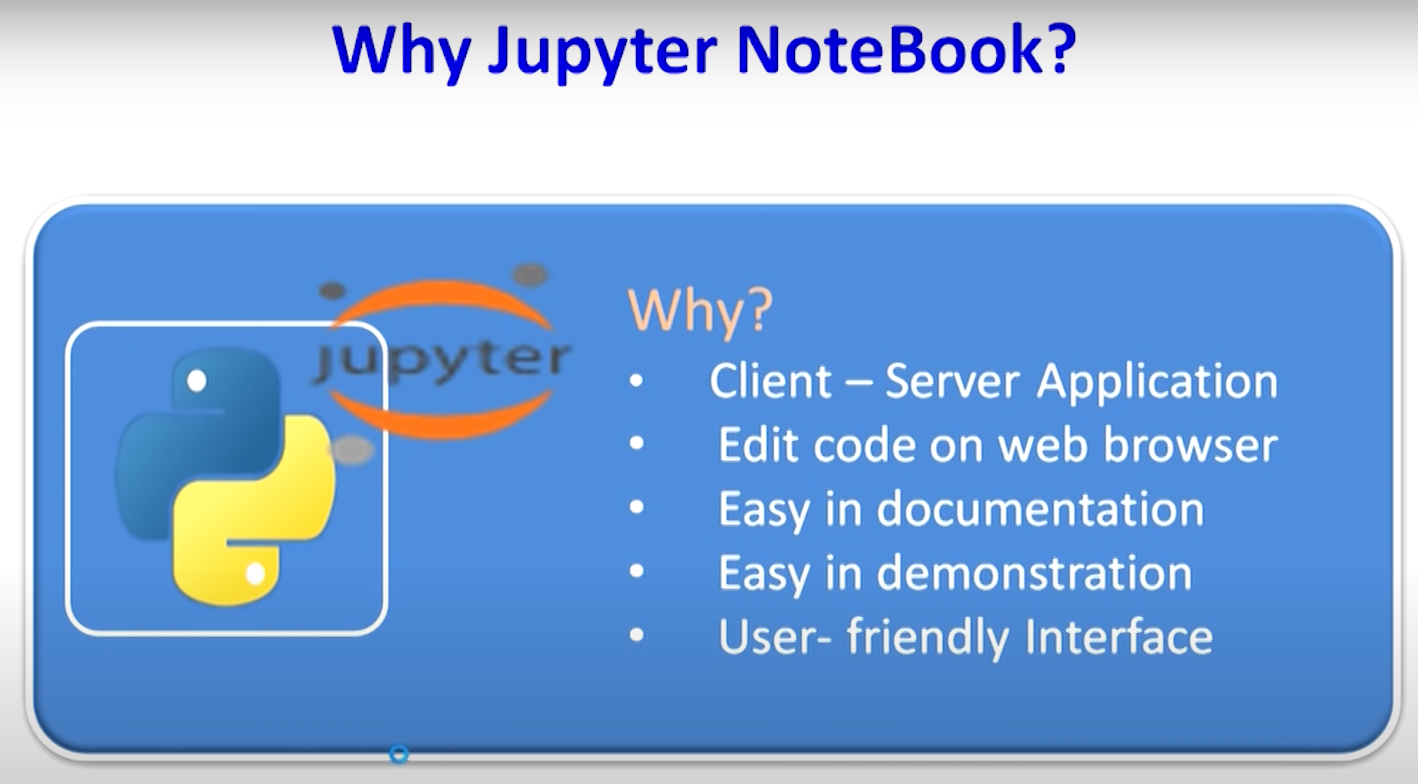 Why Jupyter NoteBook?
jupyter
Why?
• Client – Server Application
• Edit code on web browser
• Easy in documentation
• Easy in demonstration
• User- friendly Interface